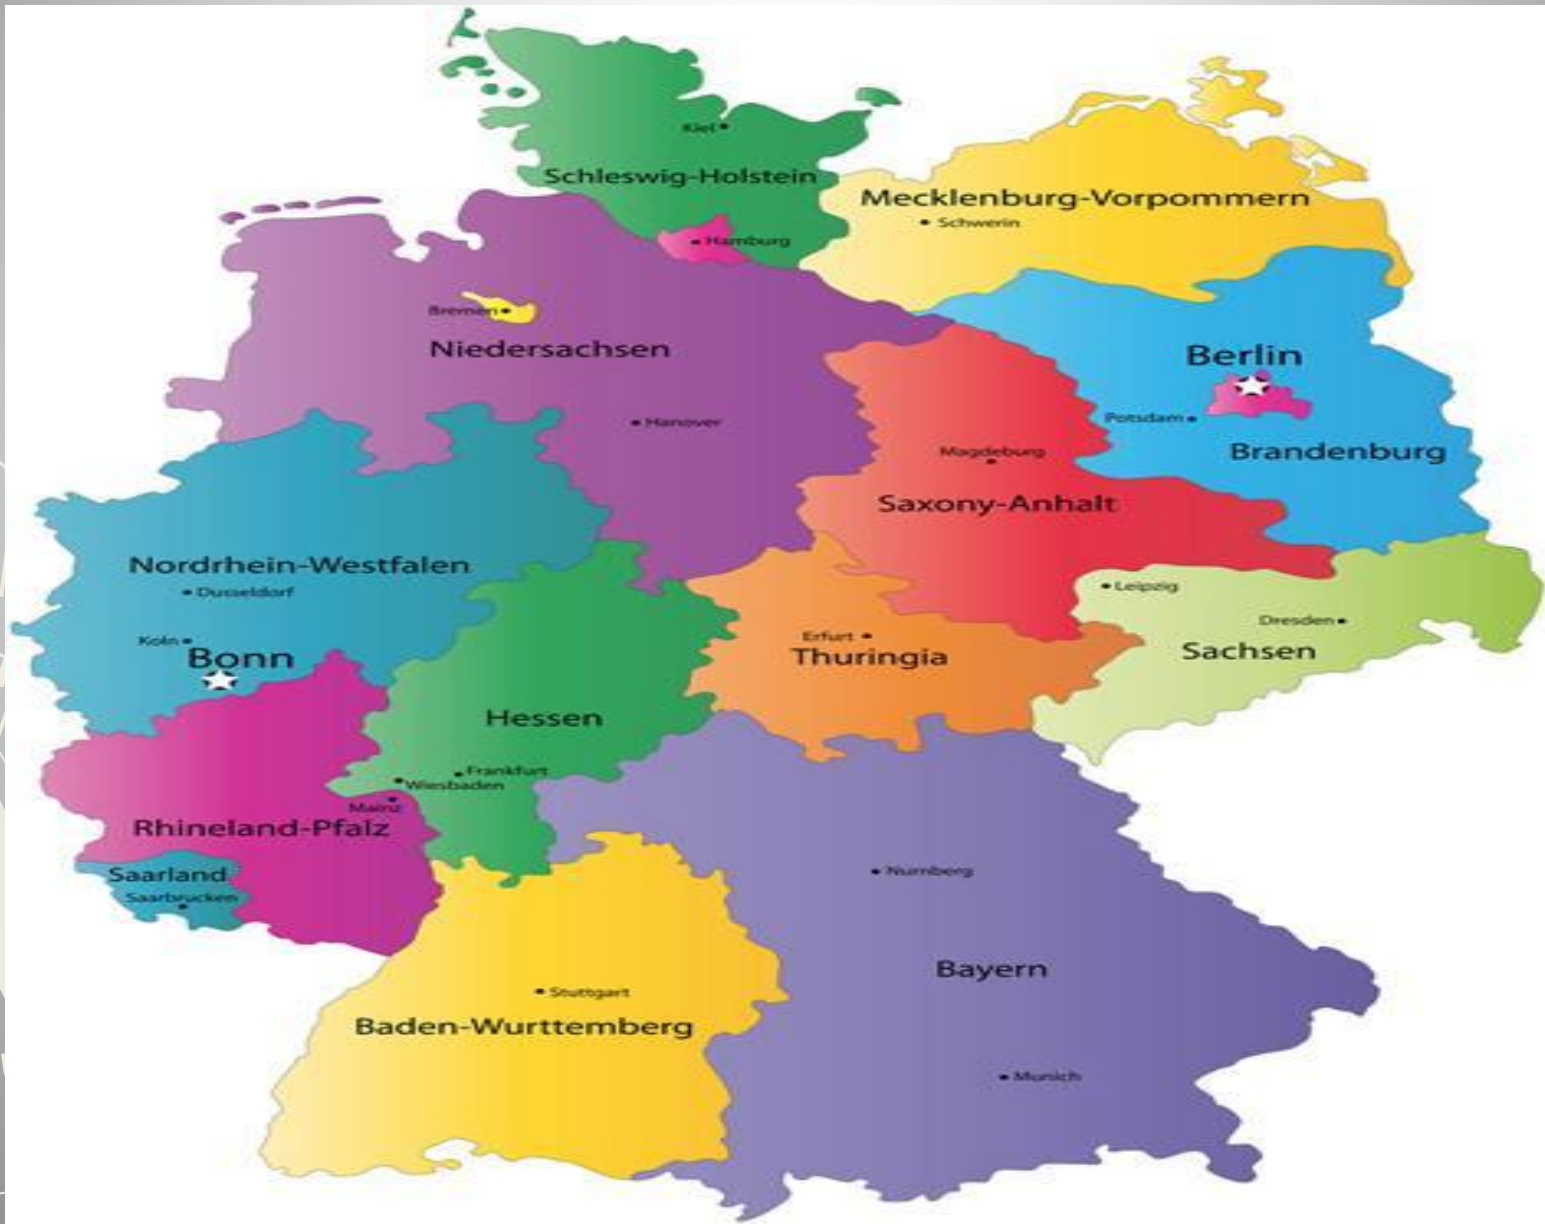 Kiel
Schleswig-Holstein
Mecklenburg-Vorpommern
Schwerin
Hamburg
Bremen
Niedersachsen
Berlin
Hanover
Potsdam
Brandenburg
Magdeburg
Saxony-Anhalt
Nordrhein-Westfalen
Dusseldorf
Leipzig
Dresden
Koln
Bonn
Erfurt
Thuringia
Sachsen
Hessen
Frankfurt
Wiesbaden
Mainz
Rhineland-Pfalz
Saarland
Saarbrucken
Nurnberg
Bayern
Stuttgart
Baden-Wurttemberg
Munich